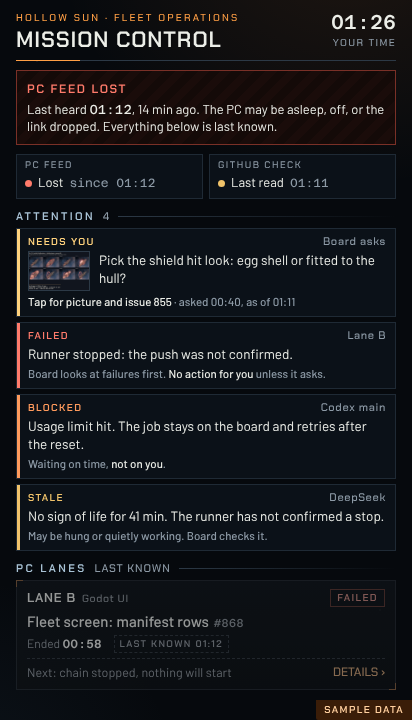 HOLLOW SUN · FLEET OPERATIONS
MISSION CONTROL
01:26
YOUR TIME
PC FEED LOST
Last heard 01:12, 14 min ago. The PC may be asleep, off, or the
link dropped. Everything below is last known.
PC FEED
Lost since 01:12
GITHUB CHECK
Last read 01:11
ATTENTION 4
NEEDS YOU
Board asks
Pick the shield hit look: egg shell or fitted to the
hull?
Tap for picture and issue 855 · asked 00:40, as of 01:11
FAILED
Lane B
Runner stopped: the push was not confirmed.
Board looks at failures first. No action for you unless it asks.
BLOCKED
Codex main
Usage limit hit. The job stays on the board and retries after
the reset.
Waiting on time, not on you.
STALE
DeepSeek
No sign of life for 41 min. The runner has not confirmed a stop.
May be hung or quietly working. Board checks it.
PC LANES LAST KNOWN
LANE B Godot UI
FAILED
Fleet screen: manifest rows #868
Ended 00:58 LAST KNOWN 01:12
Next: chain stopped, nothing will start
DETAILS ›
SAMPLE DATA